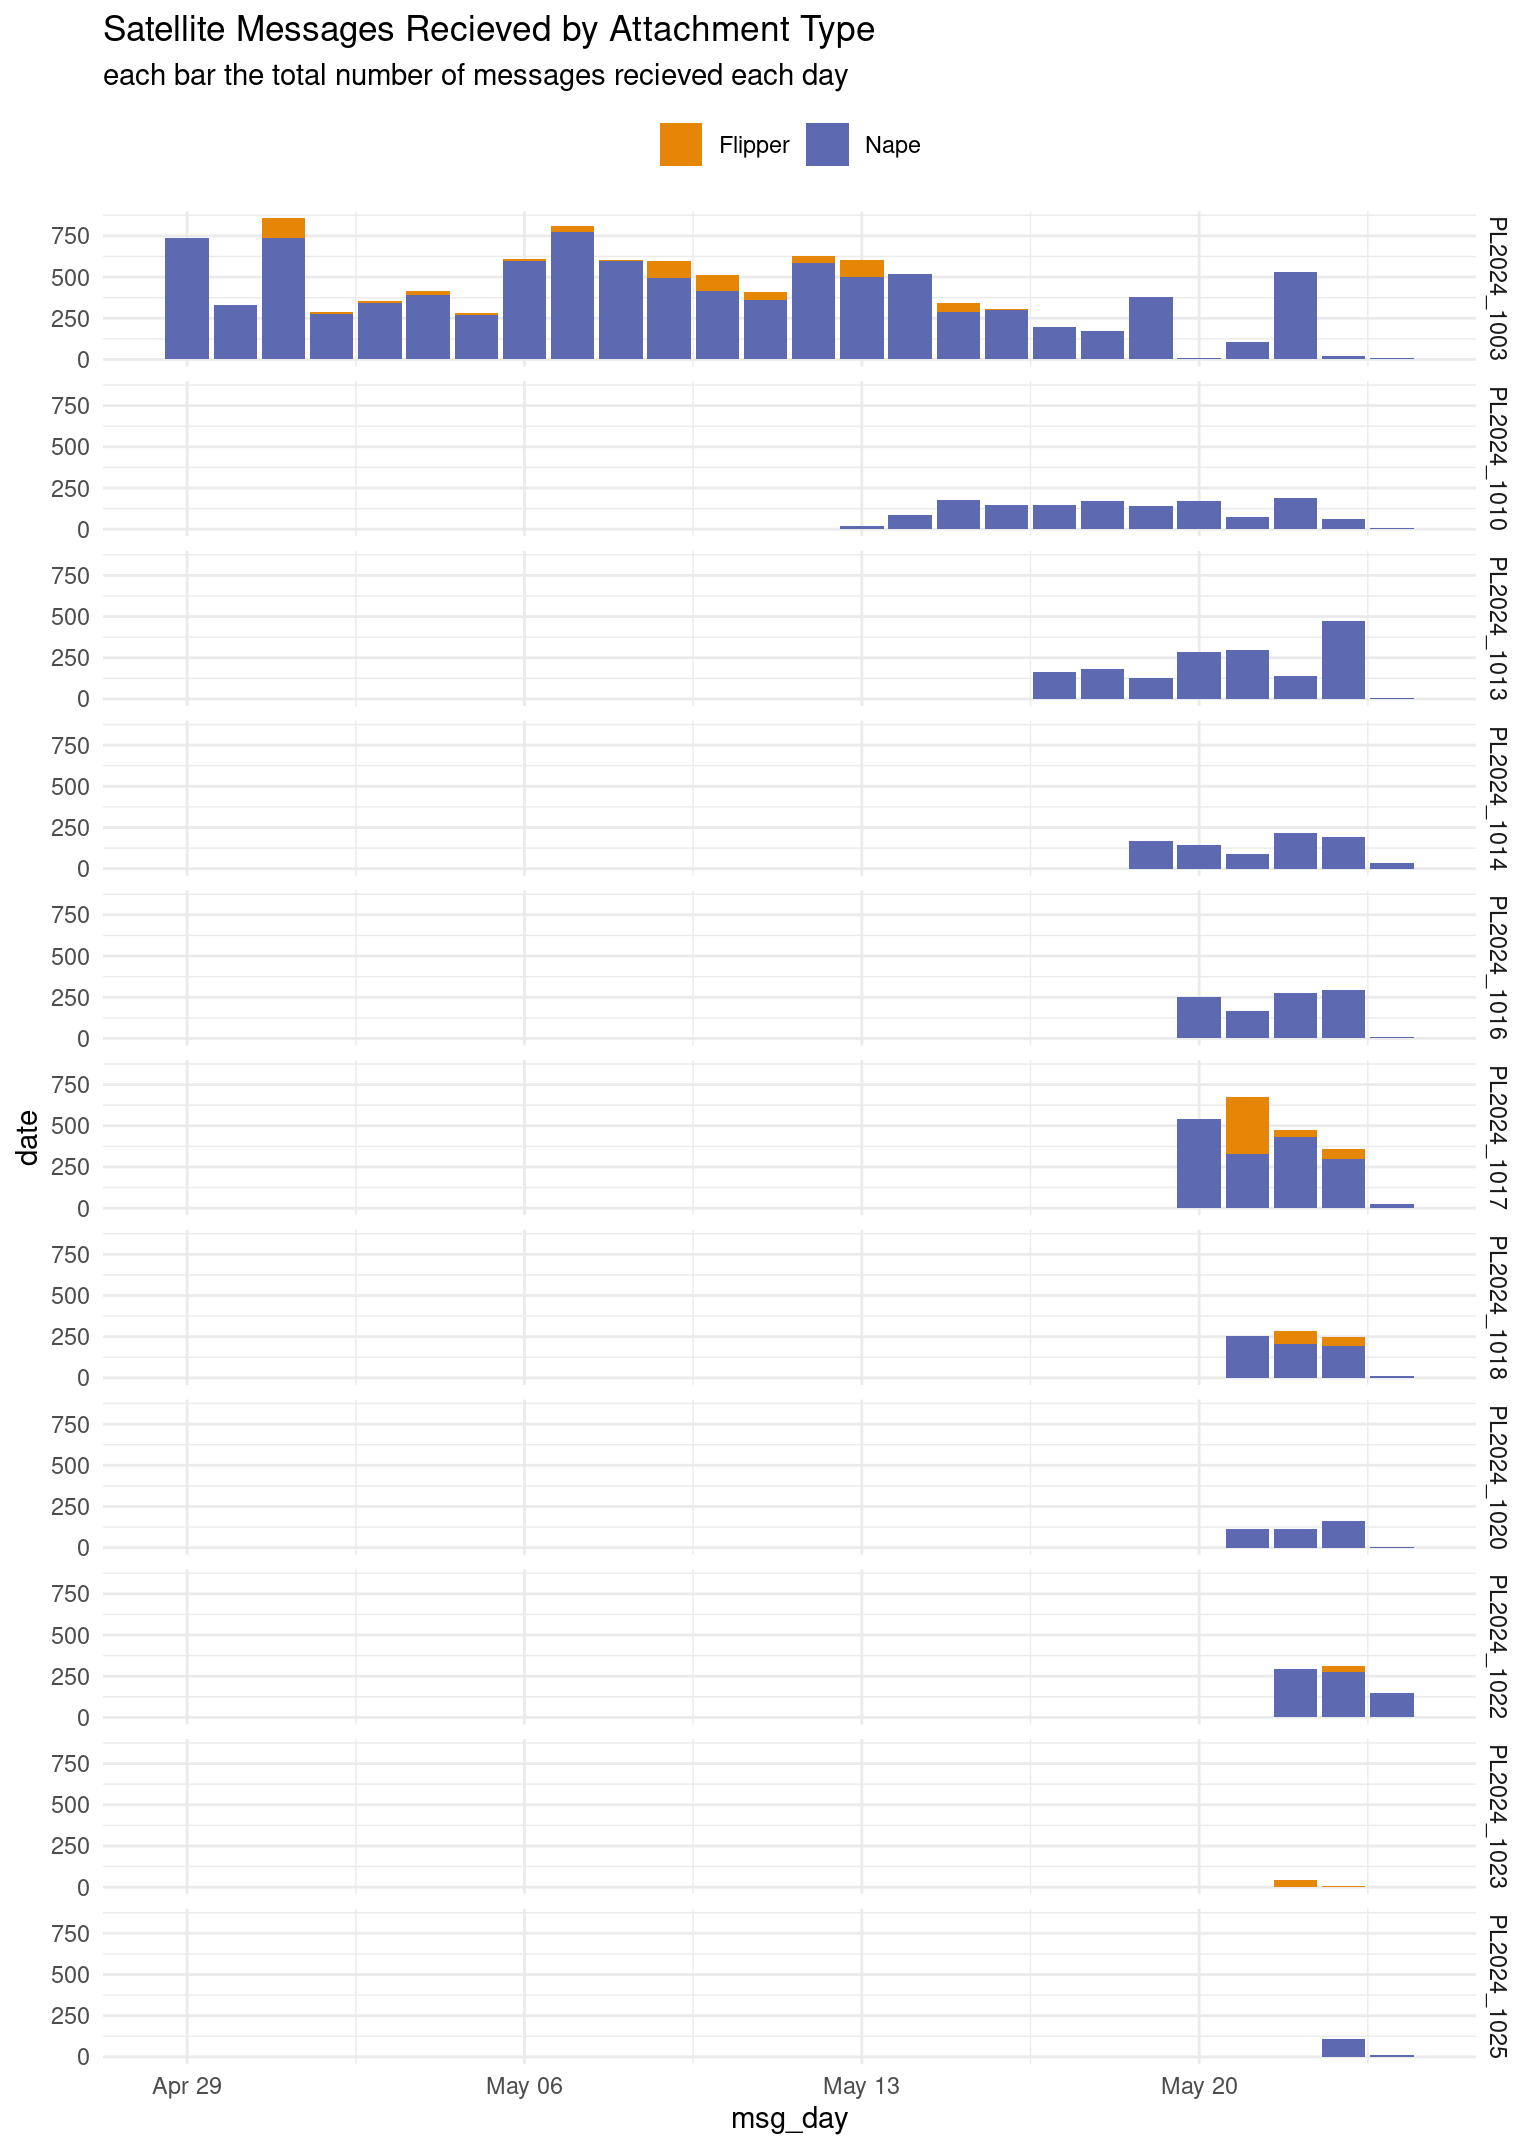 Satellite Messages Recieved by Attachment Type
each bar the total number of messages recieved each day
Flipper Nape
750
500
250
0
PL2024_1003
750
500
250
0
PL2024_1010
750
500
250
0
PL2024_1013
750
500
250
0
PL2024_1014
750
500
250
0
PL2024_1016
750
500
250
0
PL2024_1017
750
500
250
0
PL2024_1018
750
500
250
0
PL2024_1020
750
500
250
0
PL2024_1022
750
500
250
0
PL2024_1023
750
500
250
0
PL2024_1025
date
Apr 29 May 06 May 13 May 20
msg_day